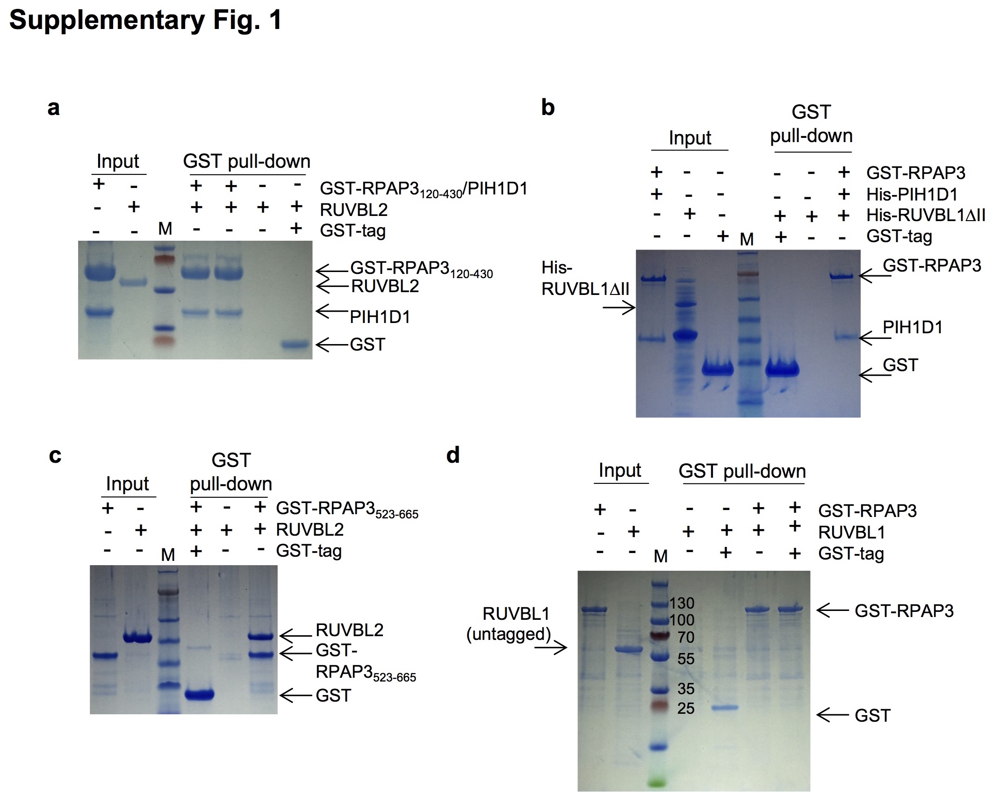 Supplementary Fig. 1
a
Input GST pull-down
+ - + + - - GST-RPAP3120-430/PIH1D1
- + + + + + RUVBL2
- - M - - - + GST-tag
GST-RPAP3120-430
RUVBL2
PIH1D1
GST
b
GST
pull-down
Input
+ - - - - + GST-RPAP3
+ - - - - + His-PIH1D1
- + - + + + His-RUVBL1ΔII
- - + M + - - GST-tag
His-
RUVBL1ΔII
GST-RPAP3
PIH1D1
GST
c
GST
pull-down
Input
+ - + - + GST-RPAP3523-665
- + + + + RUVBL2
- - M + - - GST-tag
RUVBL2
GST-
RPAP3523-665
GST
d
Input GST pull-down
+ - - - + + GST-RPAP3
- + + + + + RUVBL1
- - M - + - + GST-tag
RUVBL1
(untagged)
130
100
70
55
35
25
GST-RPAP3
GST